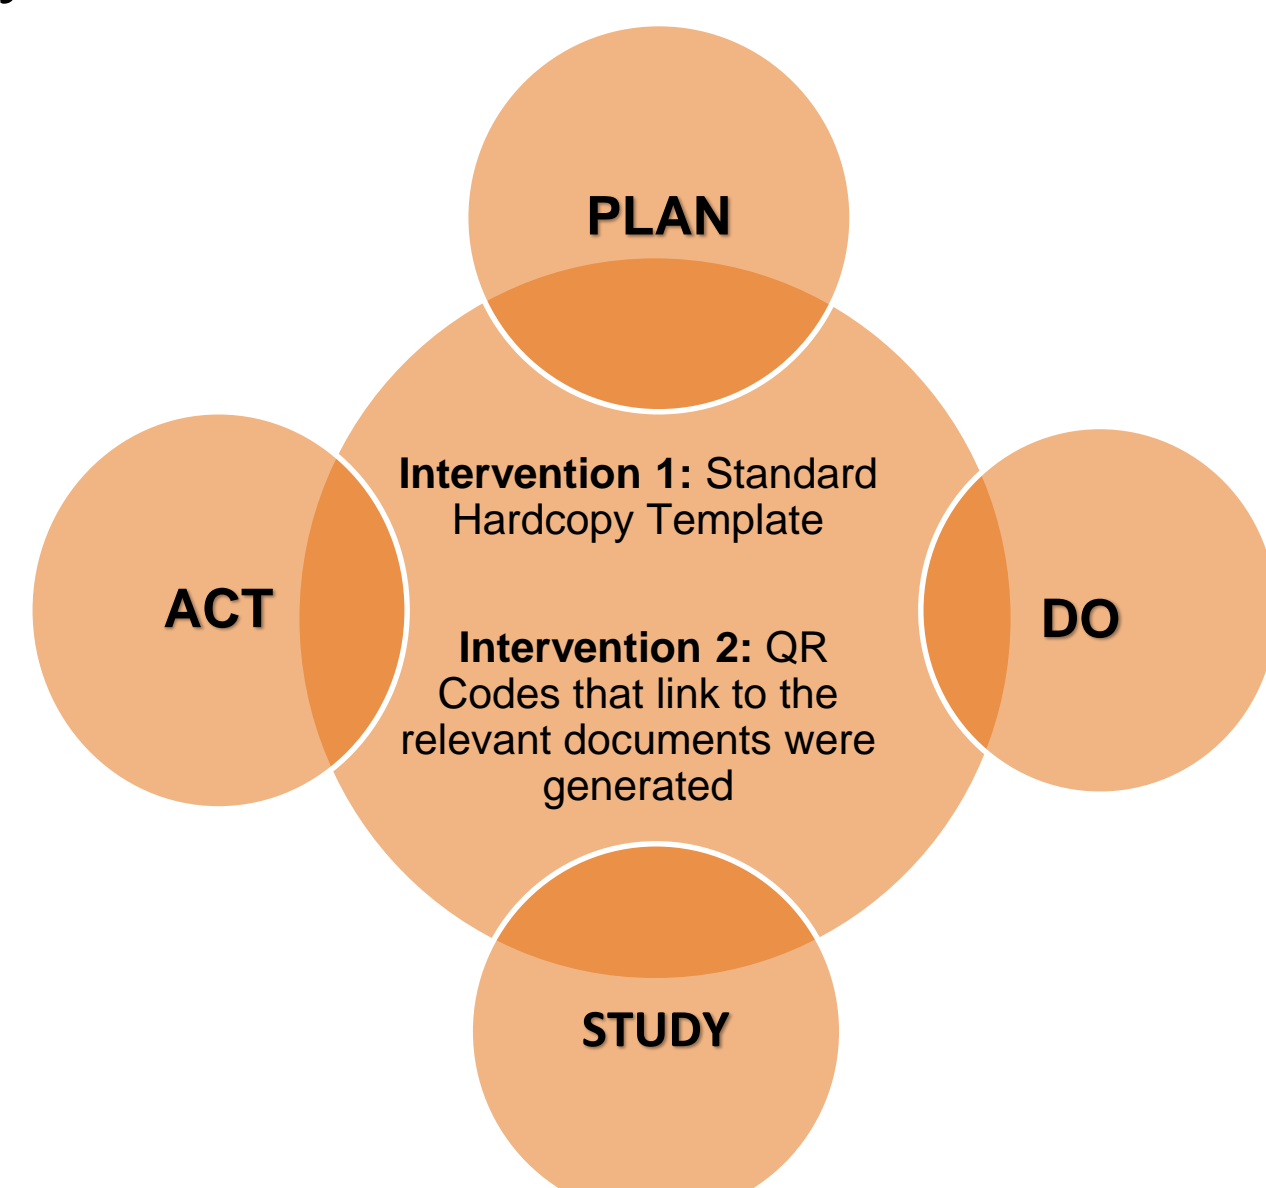 PLAN
Intervention 1: Standard
Hardcopy Template
ACT
DO
Intervention 2: QR
Codes that link to the
relevant documents were
generated
STUDY